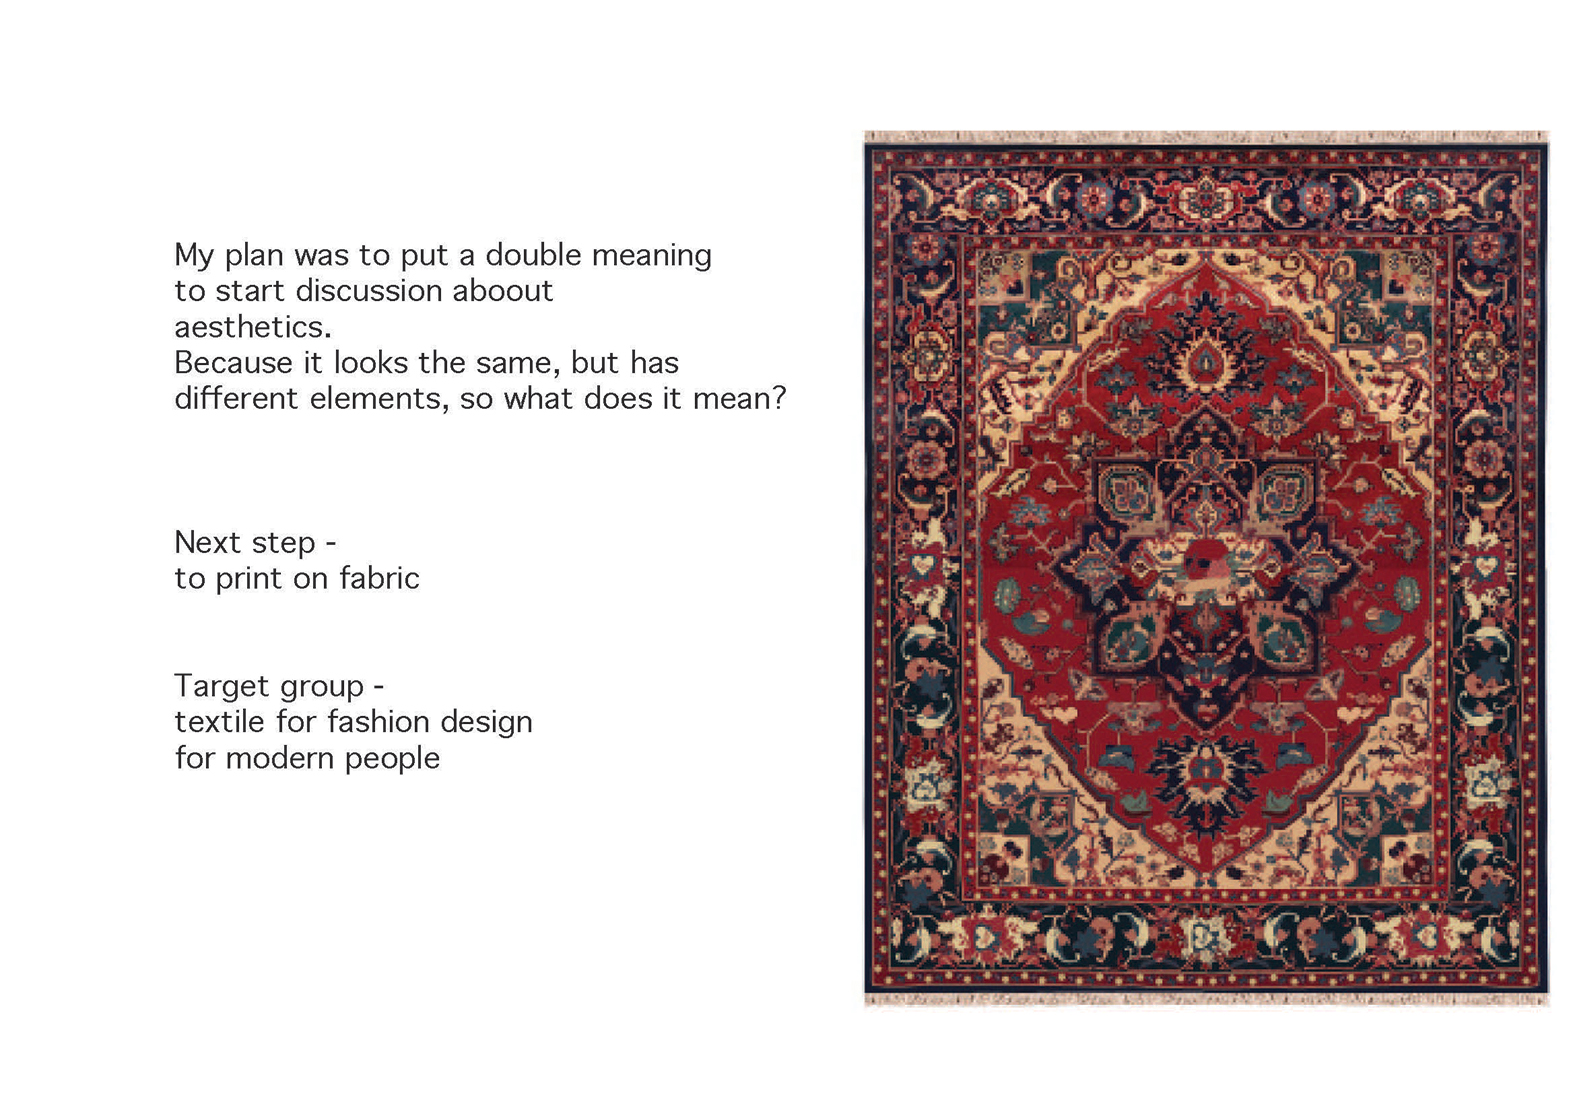 My plan was to put a double meaning
to start discussion aboout
aesthetics.
Because it looks the same, but has
different elements, so what does it mean?
Next step -
to print on fabric
Target group -
textile for fashion design
for modern people